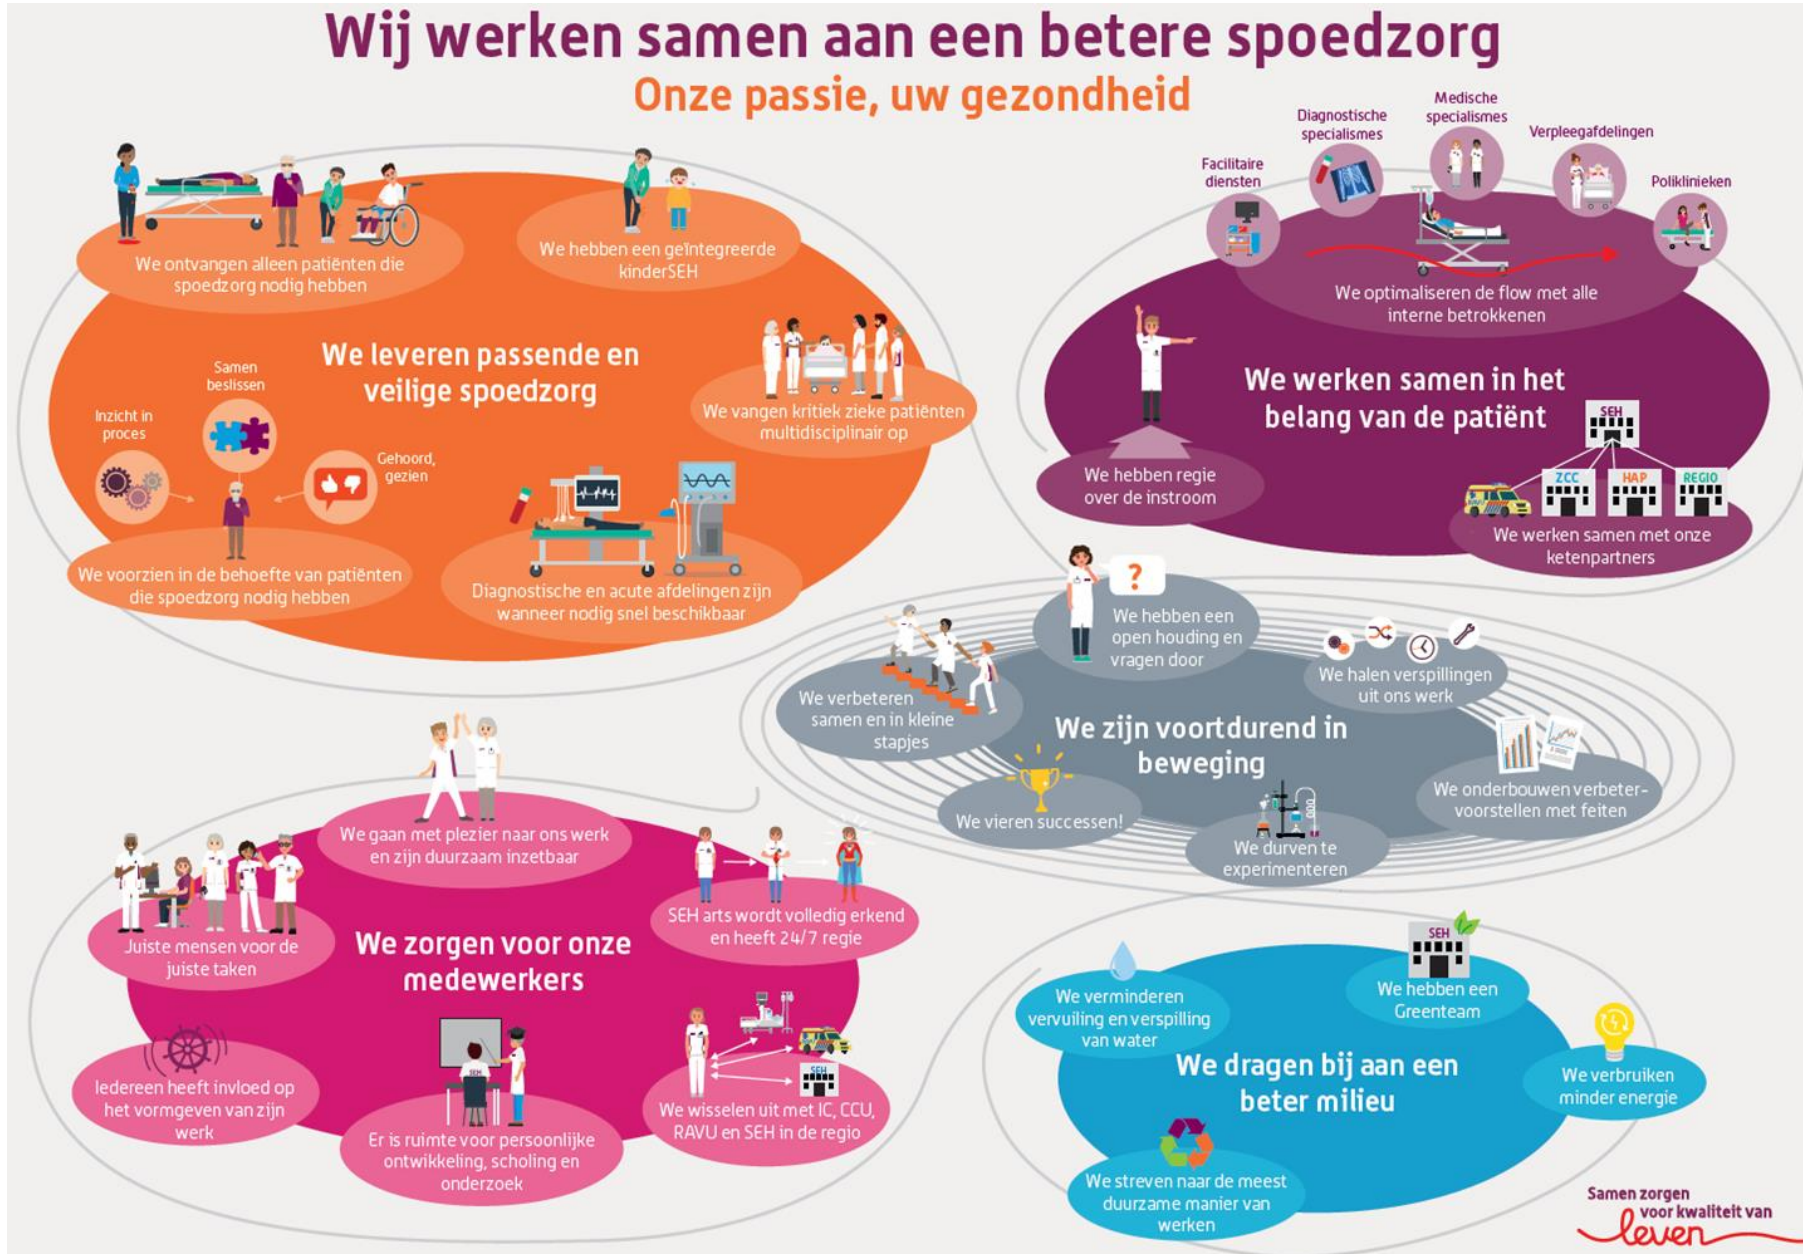 Wij werken samen aan een betere spoedzorg
Onze passie, uw gezondheid
We ontvangen alleen patiënten die
spoedzorg nodig hebben
We hebben een geïntegreerde
kinderSEH
We leveren passende en
veilige spoedzorg
Samen
beslissen
Inzicht in
proces
Gehoord,
gezien
We vangen kritiek zieke patiënten
multidisciplinair op
We voorzien in de behoefte van patiënten
die spoedzorg nodig hebben
Diagnostische en acute afdelingen zijn
wanneer nodig snel beschikbaar
Facilitaire
diensten
Diagnostische
specialismes
Medische
specialismes
Verpleegafdelingen
Poliklinieken
We optimaliseren de flow met alle
interne betrokkenen
We werken samen in het
belang van de patiënt
We hebben regie
over de instroom
SEH
ZCC
HAP
REGIO
RAVU
We werken samen met onze
ketenpartners
?
We hebben een
open houding en
vragen door
We halen verspillingen
uit ons werk
We verbeteren
samen en in kleine
stapjes
We zijn voortdurend in
beweging
We onderbouwen verbeter-
voorstellen met feiten
We vieren successen!
We durven te
experimenteren
We gaan met plezier naar ons werk
en zijn duurzaam inzetbaar
SEH arts wordt volledig erkend
en heeft 24/7 regie
Juiste mensen voor de
juiste taken
We zorgen voor onze
medewerkers
Iedereen heeft invloed op
het vormgeven van zijn
werk
SEH
Er is ruimte voor persoonlijke
ontwikkeling, scholing en
onderzoek
SEH
We wisselen uit met IC, CCU,
RAVU en SEH in de regio
SEH
We hebben een
Greenteam
We verminderen
vervuiling en verspilling
van water
We dragen bij aan een
beter milieu
We verbruiken
minder energie
We streven naar de meest
duurzame manier van
werken
Samen zorgen
voor kwaliteit van
leven